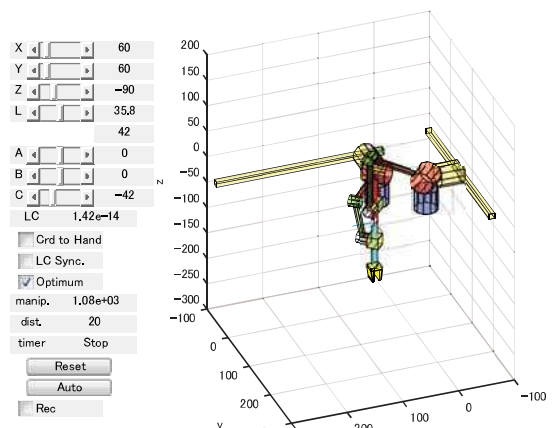 X 60
Y 60
Z -90
L 35.8
42
A 0
B 0
C -42
LC 1.42e-14
Crd to Hand
LC Sync.
Optimum
manip. 1.08e+03
dist. 20
timer Stop
Reset
Auto
Rec
200
150
100
50
0
-50
-100
-150
-200
-250
-300
z
-100
0
100
200
200
100
0
-100